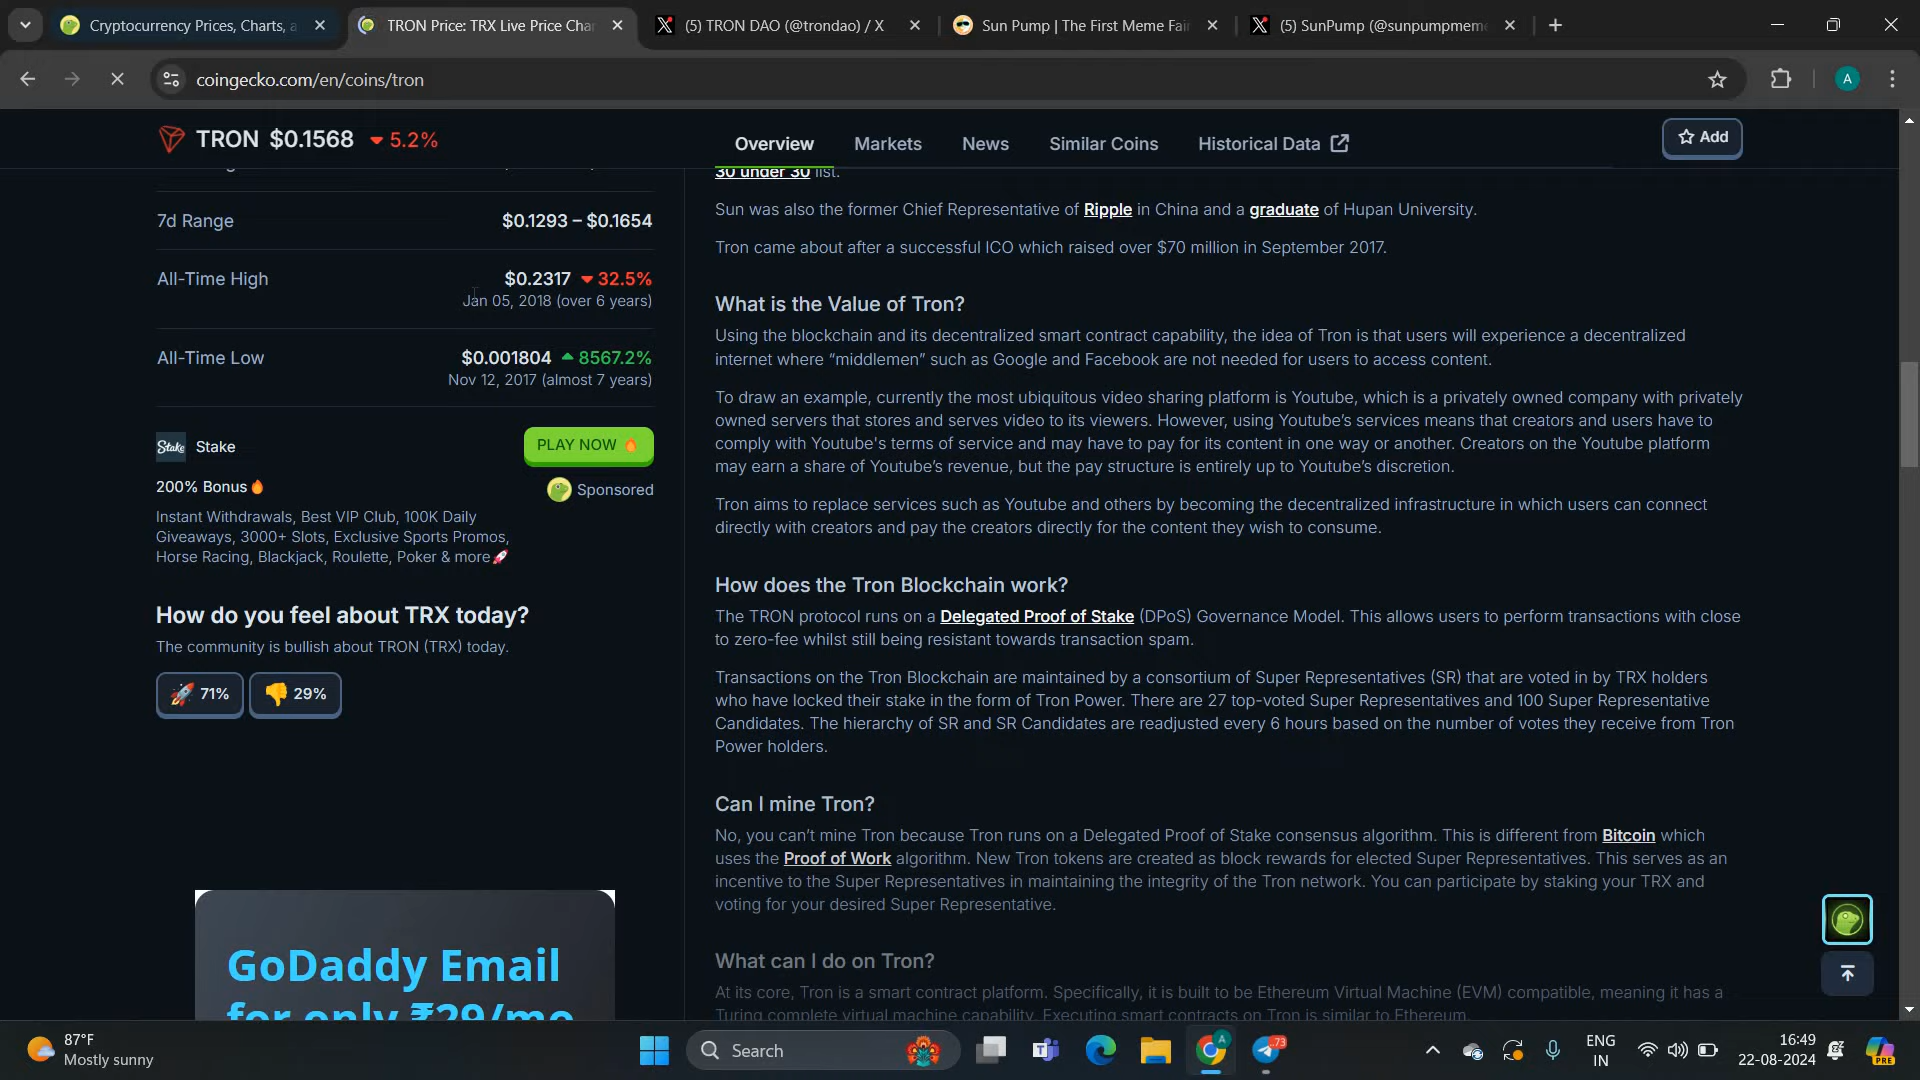 Cryptocurrency Prices, Charts, a
TRON Price: TRX Live Price Char
(5) TRON DAO (@trondao) / X
Sun Pump | The First Meme Fair
(5) SunPump (@sunpumpmeme
coingecko.com/en/coins/tron
A
TRON $0.1568 5.2%
Overview
Markets
News
Similar Coins
Historical Data
Add
7d Range
$0.1293 – $0.1654
All-Time High
$0.2317 32.5%
Jan 05, 2018 (over 6 years)
All-Time Low
$0.001804 8567.2%
Nov 12, 2017 (almost 7 years)
Stake
Stake
PLAY NOW 🔥
200% Bonus🔥
Sponsored
Instant Withdrawals, Best VIP Club, 100K Daily
Giveaways, 3000+ Slots, Exclusive Sports Promos,
Horse Racing, Blackjack, Roulette, Poker & more🚀
How do you feel about TRX today?
The community is bullish about TRON (TRX) today.
🚀 71%
👎 29%
GoDaddy Email
for only ₹29/mo
30 under 30 list.
Sun was also the former Chief Representative of Ripple in China and a graduate of Hupan University.
Tron came about after a successful ICO which raised over $70 million in September 2017.
What is the Value of Tron?
Using the blockchain and its decentralized smart contract capability, the idea of Tron is that users will experience a decentralized
internet where “middlemen” such as Google and Facebook are not needed for users to access content.
To draw an example, currently the most ubiquitous video sharing platform is Youtube, which is a privately owned company with privately
owned servers that stores and serves video to its viewers. However, using Youtube’s services means that creators and users have to
comply with Youtube's terms of service and may have to pay for its content in one way or another. Creators on the Youtube platform
may earn a share of Youtube’s revenue, but the pay structure is entirely up to Youtube’s discretion.
Tron aims to replace services such as Youtube and others by becoming the decentralized infrastructure in which users can connect
directly with creators and pay the creators directly for the content they wish to consume.
How does the Tron Blockchain work?
The TRON protocol runs on a Delegated Proof of Stake (DPoS) Governance Model. This allows users to perform transactions with close
to zero-fee whilst still being resistant towards transaction spam.
Transactions on the Tron Blockchain are maintained by a consortium of Super Representatives (SR) that are voted in by TRX holders
who have locked their stake in the form of Tron Power. There are 27 top-voted Super Representatives and 100 Super Representative
Candidates. The hierarchy of SR and SR Candidates are readjusted every 6 hours based on the number of votes they receive from Tron
Power holders.
Can I mine Tron?
No, you can’t mine Tron because Tron runs on a Delegated Proof of Stake consensus algorithm. This is different from Bitcoin which
uses the Proof of Work algorithm. New Tron tokens are created as block rewards for elected Super Representatives. This serves as an
incentive to the Super Representatives in maintaining the integrity of the Tron network. You can participate by staking your TRX and
voting for your desired Super Representative.
What can I do on Tron?
At its core, Tron is a smart contract platform. Specifically, it is built to be Ethereum Virtual Machine (EVM) compatible, meaning it has a
Turing complete virtual machine capability. Executing smart contracts on Tron is similar to Ethereum.
87°F
Mostly sunny
Search
A
73
ENG
IN
16:49
22-08-2024
PRE